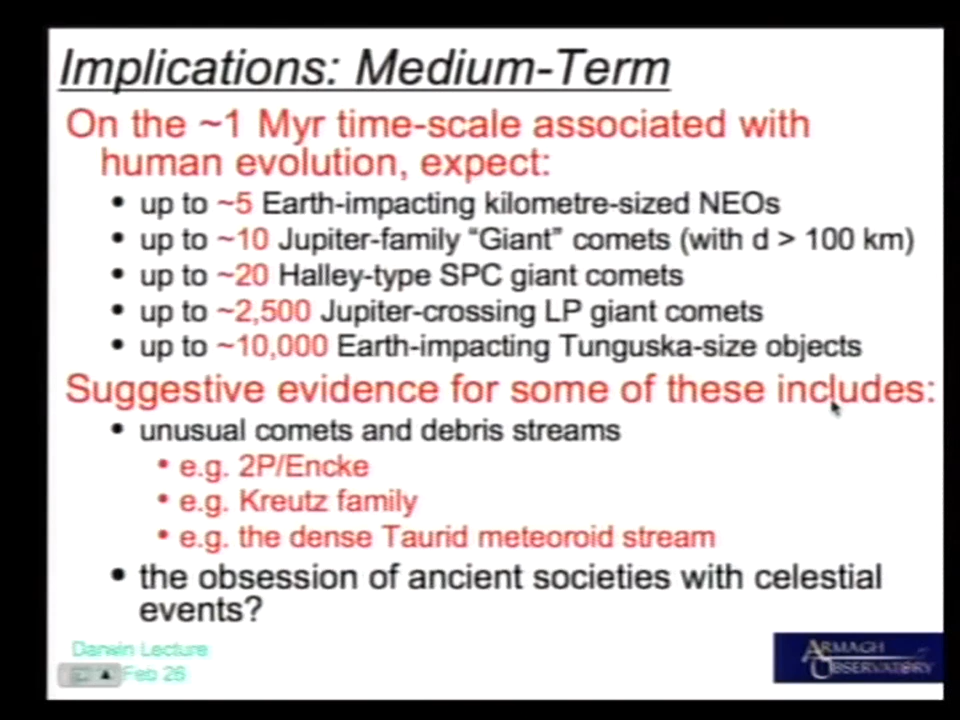 Implications: Medium-Term
On the ~1 Myr time-scale associated with
human evolution, expect:
• up to ~5 Earth-impacting kilometre-sized NEOs
• up to ~10 Jupiter-family “Giant” comets (with d > 100 km)
• up to ~20 Halley-type SPC giant comets
• up to ~2,500 Jupiter-crossing LP giant comets
• up to ~10,000 Earth-impacting Tunguska-size objects
Suggestive evidence for some of these includes:
• unusual comets and debris streams
• e.g. 2P/Encke
• e.g. Kreutz family
• e.g. the dense Taurid meteoroid stream
• the obsession of ancient societies with celestial
events?
Darwin Lecture
Feb 26
ARMAGH
OBSERVATORY